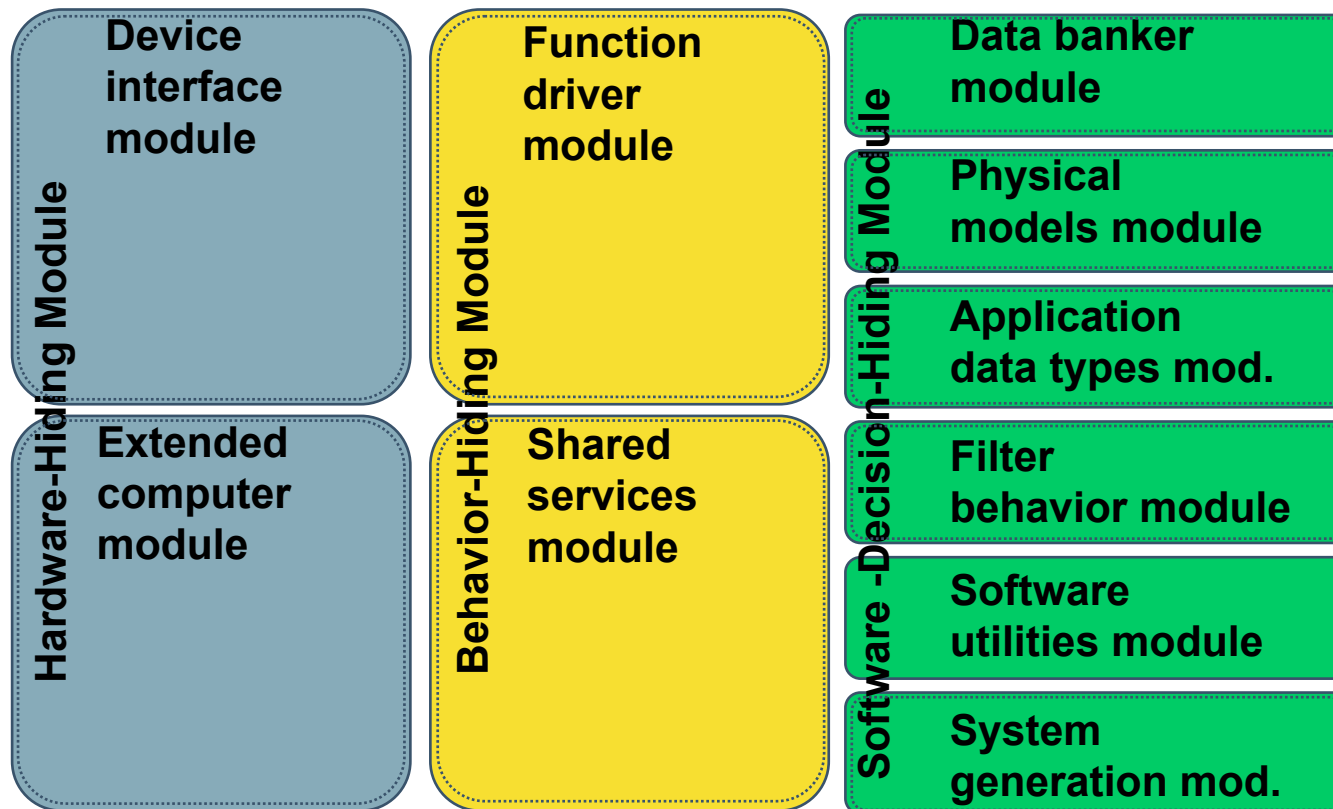 Hardware-Hiding Module
Device
interface
module
Extended
computer
module
Behavior-Hiding Module
Function
driver
module
Shared
services
module
Software -Decision-Hiding Module
Data banker
module
Physical
models module
Application
data types mod.
Filter
behavior module
Software
utilities module
System
generation mod.